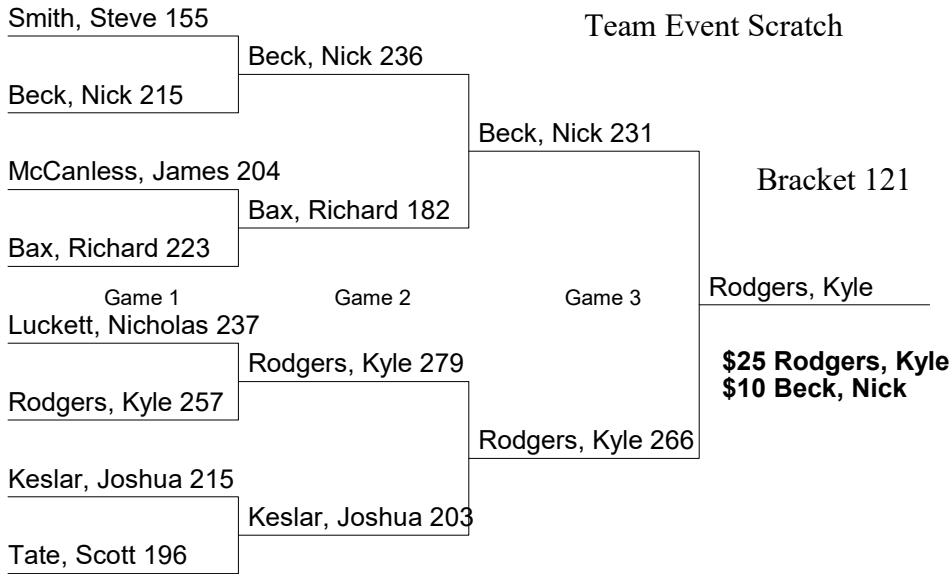 Smith, Steve 155
Team Event Scratch
Beck, Nick 236
Beck, Nick 215
Beck, Nick 231
McCanless, James 204
Bracket 121
Bax, Richard 182
Bax, Richard 223
Game 1
Game 2
Game 3
Rodgers, Kyle
Luckett, Nicholas 237
Rodgers, Kyle 279
$25 Rodgers, Kyle
$10 Beck, Nick
Rodgers, Kyle 257
Rodgers, Kyle 266
Keslar, Joshua 215
Keslar, Joshua 203
Tate, Scott 196